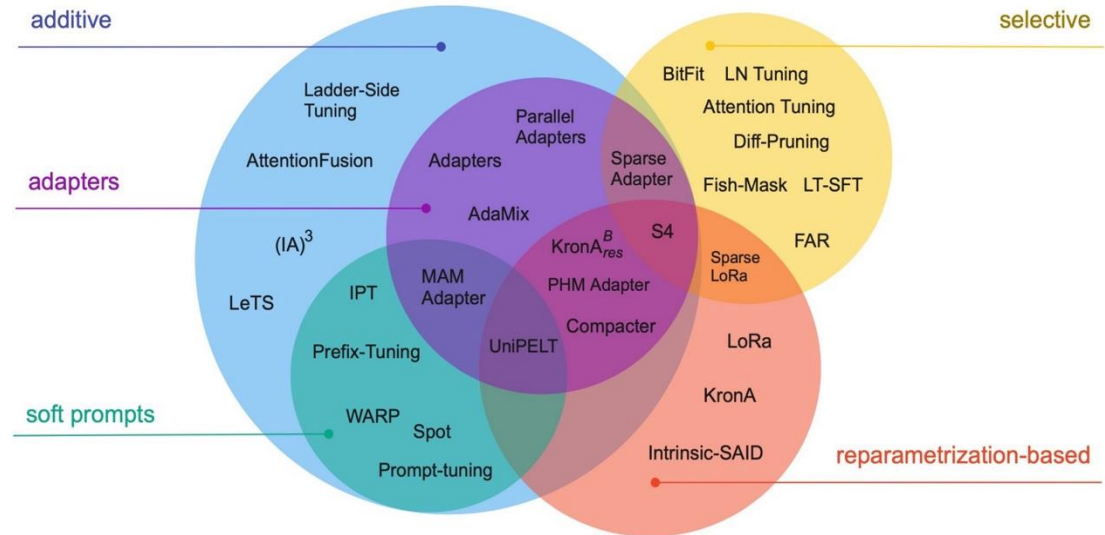 additive
selective
BitFit LN Tuning
Ladder-Side
Tuning
Attention Tuning
Parallel
Adapters
Diff-Pruning
AttentionFusion
Adapters
Sparse
Adapter
adapters
Fish-Mask LT-SFT
AdaMix
S4
FAR
(IA)³
KronA^B_res
Sparse
LoRa
MAM
Adapter
PHM Adapter
IPT
LeTS
Compacter
UniPELT
LoRa
Prefix-Tuning
KronA
soft prompts
WARP
Spot
Intrinsic-SAID
reparametrization-based
Prompt-tuning